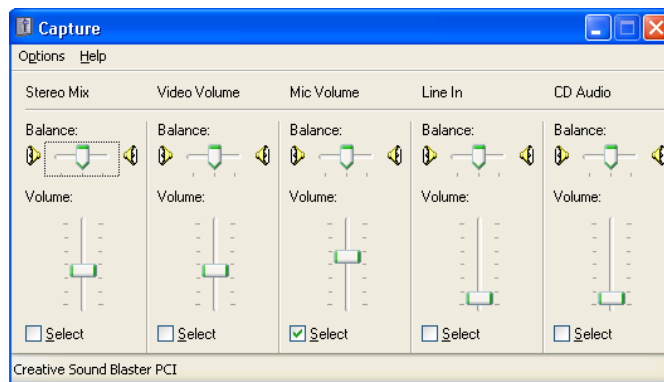 Capture
Options Help
Stereo Mix Video Volume Mic Volume Line In CD Audio
Balance: Balance: Balance: Balance: Balance:
Volume: Volume: Volume: Volume: Volume:
Select Select Select Select Select
Creative Sound Blaster PCI